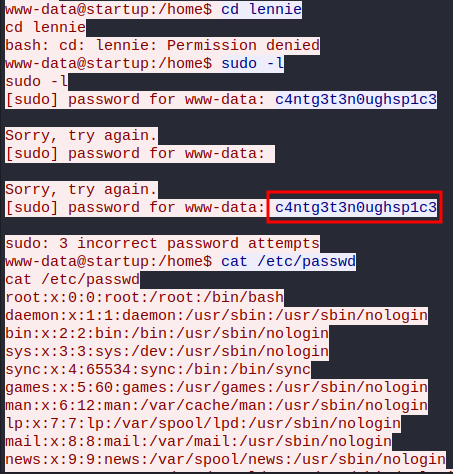 www-data@startup:/home$ cd lennie
cd lennie
bash: cd: lennie: Permission denied
www-data@startup:/home$ sudo -l
sudo -l
[sudo] password for www-data: c4ntg3t3n0ughsp1c3
Sorry, try again.
[sudo] password for www-data:
Sorry, try again.
[sudo] password for www-data: c4ntg3t3n0ughsp1c3
sudo: 3 incorrect password attempts
www-data@startup:/home$ cat /etc/passwd
cat /etc/passwd
root:x:0:0:root:/root:/bin/bash
daemon:x:1:1:daemon:/usr/sbin:/usr/sbin/nologin
bin:x:2:2:bin:/bin:/usr/sbin/nologin
sys:x:3:3:sys:/dev:/usr/sbin/nologin
sync:x:4:65534:sync:/bin:/bin/sync
games:x:5:60:games:/usr/games:/usr/sbin/nologin
man:x:6:12:man:/var/cache/man:/usr/sbin/nologin
lp:x:7:7:lp:/var/spool/lpd:/usr/sbin/nologin
mail:x:8:8:mail:/var/mail:/usr/sbin/nologin
news:x:9:9:news:/var/spool/news:/usr/sbin/nologin